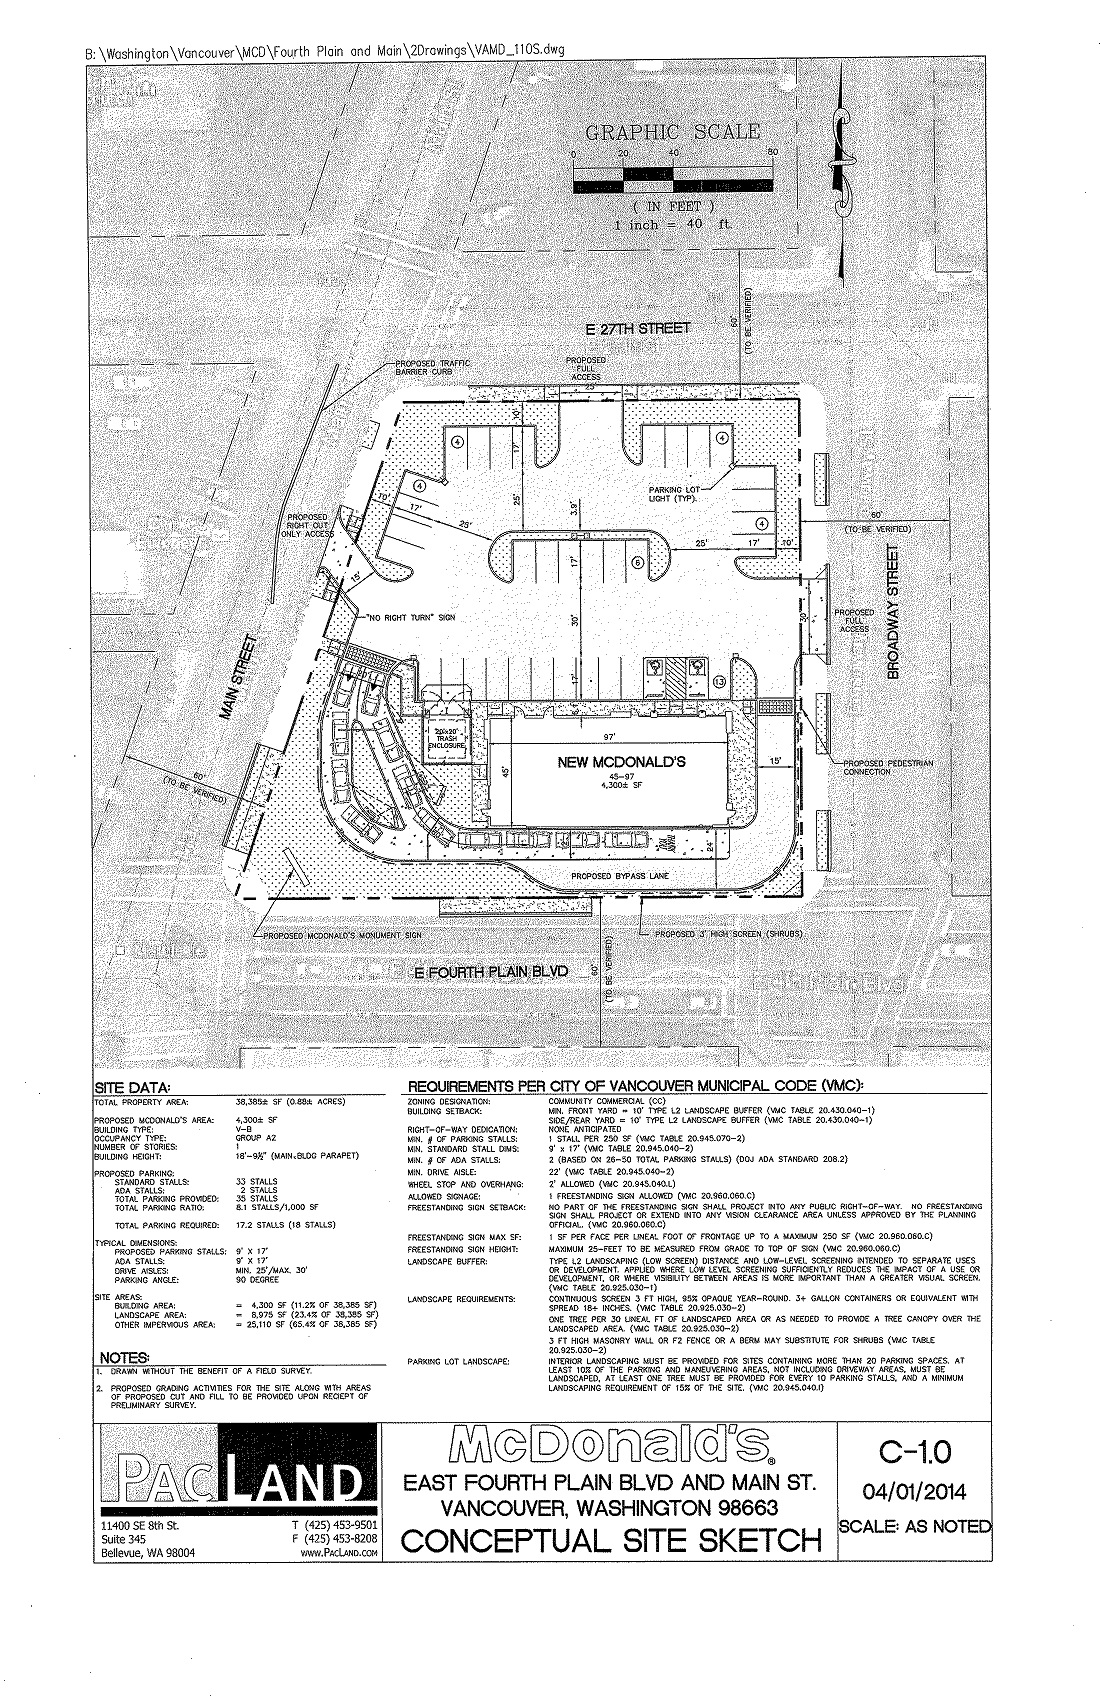 B:\Washington\Vancouver\MCD\Fourth Plain and Main\2Drawings\VAMD_110S.dwg
GRAPHIC SCALE
0 20 40 80
( IN FEET )
1 inch = 40 ft.
E 27TH STREET
60'
(TO BE VERIFIED)
PROPOSED TRAFFIC
BARRIER CURB
PROPOSED
FULL
ACCESS
25'
10'
17'
25'
4
4
4
4
PARKING LOT
LIGHT (TYP).
10'
17'
25'
3.9'
PROPOSED
RIGHT OUT
ONLY ACCESS
15'
17'
6
25'
17'
10'
60'
(TO BE VERIFIED)
BROADWAY STREET
"NO RIGHT TURN" SIGN
30'
30'
PROPOSED
FULL
ACCESS
MAIN STREET
17'
13
20'x20'
TRASH
ENCLOSURE
97'
45'
NEW MCDONALD'S
45-97
4,300± SF
15'
PROPOSED PEDESTRIAN
CONNECTION
60'
(TO BE VERIFIED)
24'
PROPOSED BYPASS LANE
PROPOSED MCDONALD'S MONUMENT SIGN
PROPOSED 3' HIGH SCREEN (SHRUBS)
E FOURTH PLAIN BLVD
60'
(TO BE VERIFIED)
SITE DATA:
TOTAL PROPERTY AREA: 38,385± SF (0.88± ACRES)
PROPOSED MCDONALD'S AREA: 4,300± SF
BUILDING TYPE: V-B
OCCUPANCY TYPE: GROUP A2
NUMBER OF STORIES: 1
BUILDING HEIGHT: 18'-9½" (MAIN BLDG PARAPET)
PROPOSED PARKING:
STANDARD STALLS: 33 STALLS
ADA STALLS: 2 STALLS
TOTAL PARKING PROVIDED: 35 STALLS
TOTAL PARKING RATIO: 8.1 STALLS/1,000 SF
TOTAL PARKING REQUIRED: 17.2 STALLS (18 STALLS)
TYPICAL DIMENSIONS:
PROPOSED PARKING STALLS: 9' X 17'
ADA STALLS: 9' X 17'
DRIVE AISLES: MIN. 25'/MAX. 30'
PARKING ANGLE: 90 DEGREE
SITE AREAS:
BUILDING AREA: = 4,300 SF (11.2% OF 38,385 SF)
LANDSCAPE AREA: = 8,975 SF (23.4% OF 38,385 SF)
OTHER IMPERVIOUS AREA: = 25,110 SF (65.4% OF 38,385 SF)
NOTES:
1. DRAWN WITHOUT THE BENEFIT OF A FIELD SURVEY.
2. PROPOSED GRADING ACTIVITIES FOR THE SITE ALONG WITH AREAS
OF PROPOSED CUT AND FILL TO BE PROVIDED UPON RECIEPT OF
PRELIMINARY SURVEY.
REQUIREMENTS PER CITY OF VANCOUVER MUNICIPAL CODE (VMC):
ZONING DESIGNATION: COMMUNITY COMMERCIAL (CC)
BUILDING SETBACK: MIN. FRONT YARD = 10' TYPE L2 LANDSCAPE BUFFER (VMC TABLE 20.430.040-1)
SIDE/REAR YARD = 10' TYPE L2 LANDSCAPE BUFFER (VMC TABLE 20.430.040-1)
RIGHT-OF-WAY DEDICATION: NONE ANTICIPATED
MIN. # OF PARKING STALLS: 1 STALL PER 250 SF (VMC TABLE 20.945.070-2)
MIN. STANDARD STALL DIMS: 9' x 17' (VMC TABLE 20.945.040-2)
MIN. # OF ADA STALLS: 2 (BASED ON 26-50 TOTAL PARKING STALLS) (DOJ ADA STANDARD 208.2)
MIN. DRIVE AISLE: 22' (VMC TABLE 20.945.040-2)
WHEEL STOP AND OVERHANG: 2' ALLOWED (VMC 20.945.040.L)
ALLOWED SIGNAGE: 1 FREESTANDING SIGN ALLOWED (VMC 20.960.060.C)
FREESTANDING SIGN SETBACK: NO PART OF THE FREESTANDING SIGN SHALL PROJECT INTO ANY PUBLIC RIGHT-OF-WAY. NO FREESTANDING
SIGN SHALL PROJECT OR EXTEND INTO ANY VISION CLEARANCE AREA UNLESS APPROVED BY THE PLANNING
OFFICIAL. (VMC 20.960.060.C)
FREESTANDING SIGN MAX SF: 1 SF PER FACE PER LINEAL FOOT OF FRONTAGE UP TO A MAXIMUM 250 SF (VMC 20.960.060.C)
FREESTANDING SIGN HEIGHT: MAXIMUM 25-FEET TO BE MEASURED FROM GRADE TO TOP OF SIGN (VMC 20.960.060.C)
LANDSCAPE BUFFER: TYPE L2 LANDSCAPING (LOW SCREEN) DISTANCE AND LOW-LEVEL SCREENING INTENDED TO SEPARATE USES
OR DEVELOPMENT. APPLIED WHERE LOW LEVEL SCREENING SUFFICIENTLY REDUCES THE IMPACT OF A USE OR
DEVELOPMENT, OR WHERE VISIBILITY BETWEEN AREAS IS MORE IMPORTANT THAN A GREATER VISUAL SCREEN.
(VMC TABLE 20.925.030-1)
LANDSCAPE REQUIREMENTS: CONTINUOUS SCREEN 3 FT HIGH, 95% OPAQUE YEAR-ROUND. 3+ GALLON CONTAINERS OR EQUIVALENT WITH
SPREAD 18+ INCHES. (VMC TABLE 20.925.030-2)
ONE TREE PER 30 LINEAL FT OF LANDSCAPED AREA OR AS NEEDED TO PROVIDE A TREE CANOPY OVER THE
LANDSCAPED AREA. (VMC TABLE 20.925.030-2)
3 FT HIGH MASONRY WALL OR F2 FENCE OR A BERM MAY SUBSTITUTE FOR SHRUBS (VMC TABLE
20.925.030-2)
PARKING LOT LANDSCAPE: INTERIOR LANDSCAPING MUST BE PROVIDED FOR SITES CONTAINING MORE THAN 20 PARKING SPACES. AT
LEAST 10% OF THE PARKING AND MANEUVERING AREAS, NOT INCLUDING DRIVEWAY AREAS, MUST BE
LANDSCAPED, AT LEAST ONE TREE MUST BE PROVIDED FOR EVERY 10 PARKING STALLS, AND A MINIMUM
LANDSCAPING REQUIREMENT OF 15% OF THE SITE. (VMC 20.945.040.I)
PACLAND
11400 SE 8th St. T (425) 453-9501
Suite 345 F (425) 453-8208
Bellevue, WA 98004 WWW.PACLAND.COM
McDonald's®
EAST FOURTH PLAIN BLVD AND MAIN ST.
VANCOUVER, WASHINGTON 98663
CONCEPTUAL SITE SKETCH
C-1.0
04/01/2014
SCALE: AS NOTED